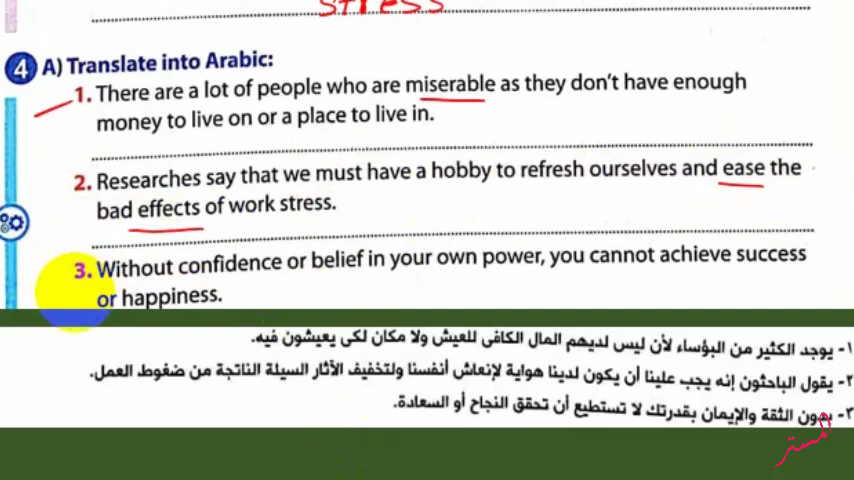 stress
4 A) Translate into Arabic:
1. There are a lot of people who are miserable as they don't have enough
money to live on or a place to live in.
2. Researches say that we must have a hobby to refresh ourselves and ease the
bad effects of work stress.
3. Without confidence or belief in your own power, you cannot achieve success
or happiness.
١- يوجد الكثير من البؤساء لأن ليس لديهم المال الكافى للعيش ولا مكان لكى يعيشون فيه.
٢- يقول الباحثون إنه يجب علينا أن يكون لدينا هواية لإنعاش أنفسنا ولتخفيف الأثار السيئة الناتجة من ضغوط العمل.
٣- بدون الثقة والإيمان بقدرتك لا تستطيع أن تحقق النجاح أو السعادة.
المستر